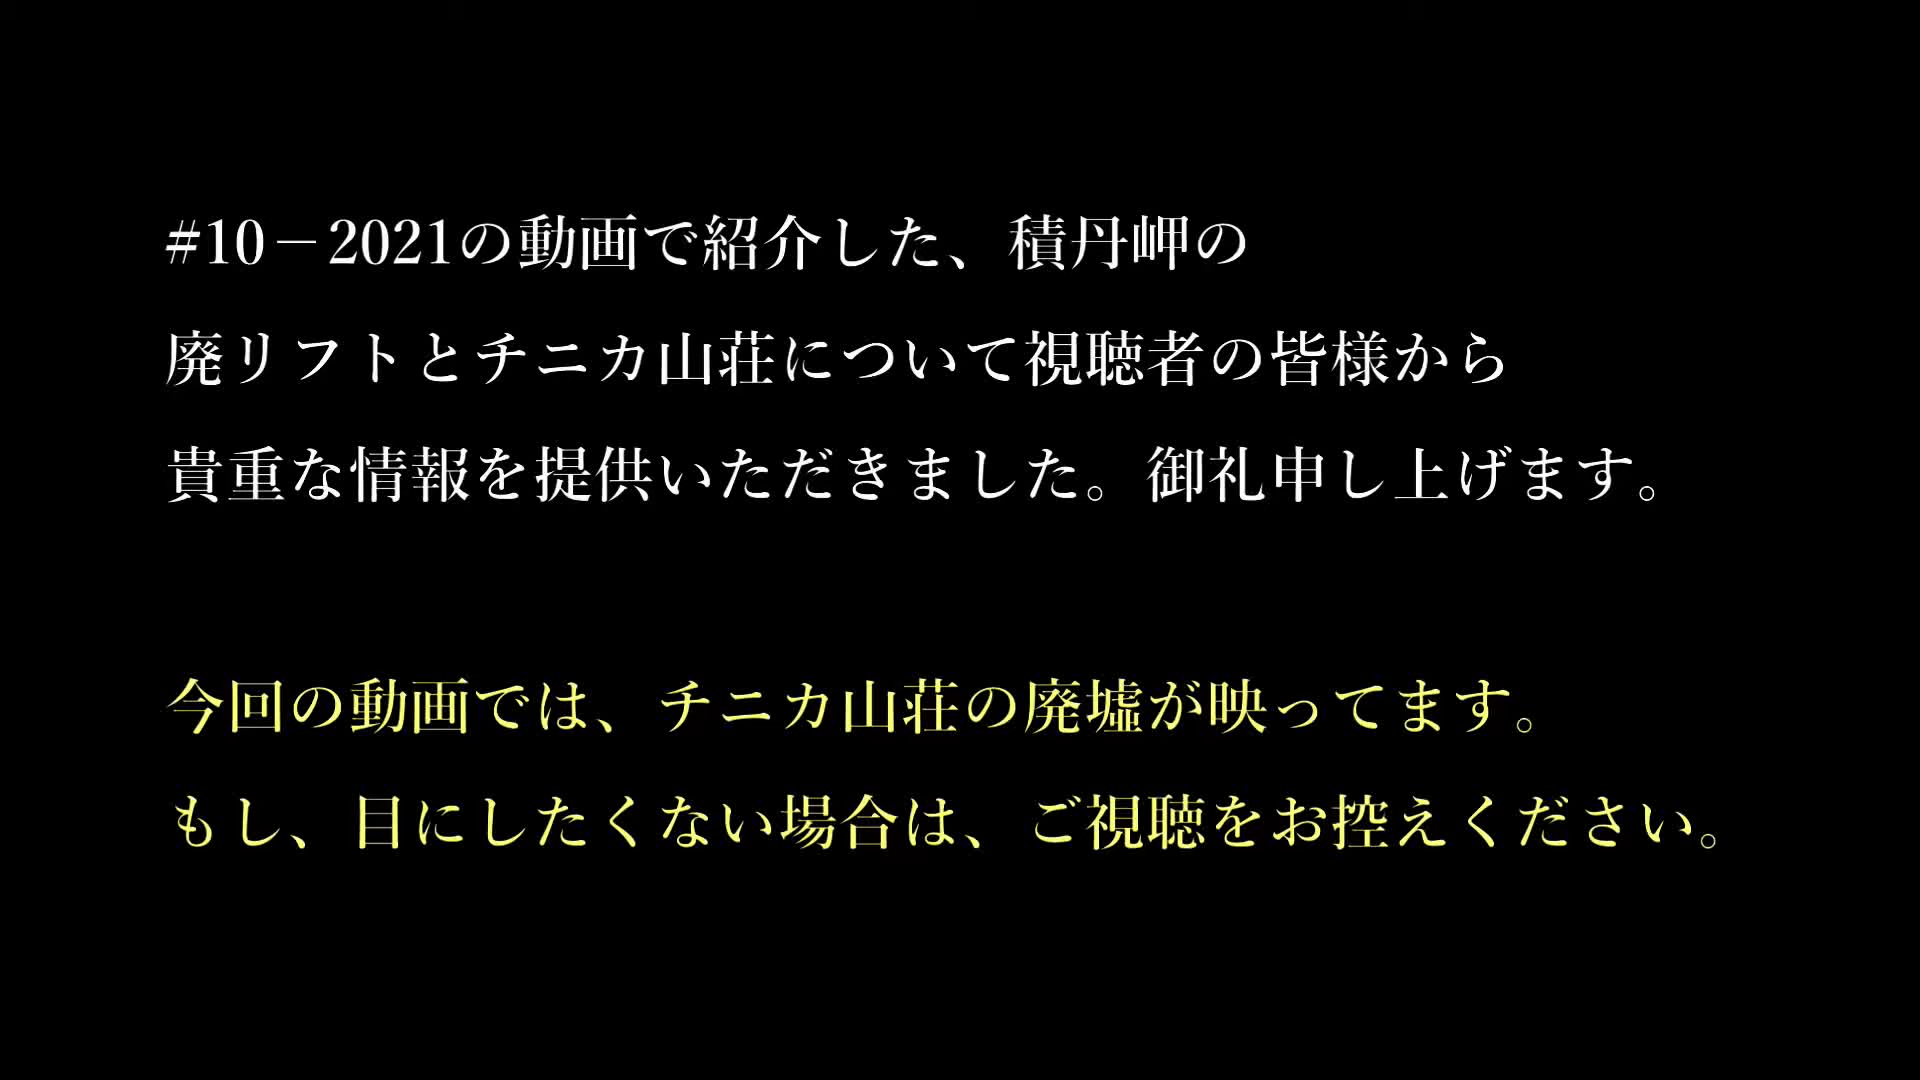 #10－2021の動画で紹介した、積丹岬の
廃リフトとチニカ山荘について視聴者の皆様から
貴重な情報を提供いただきました。御礼申し上げます。
今回の動画では、チニカ山荘の廃墟が映ってます。
もし、目にしたくない場合は、ご視聴をお控えください。